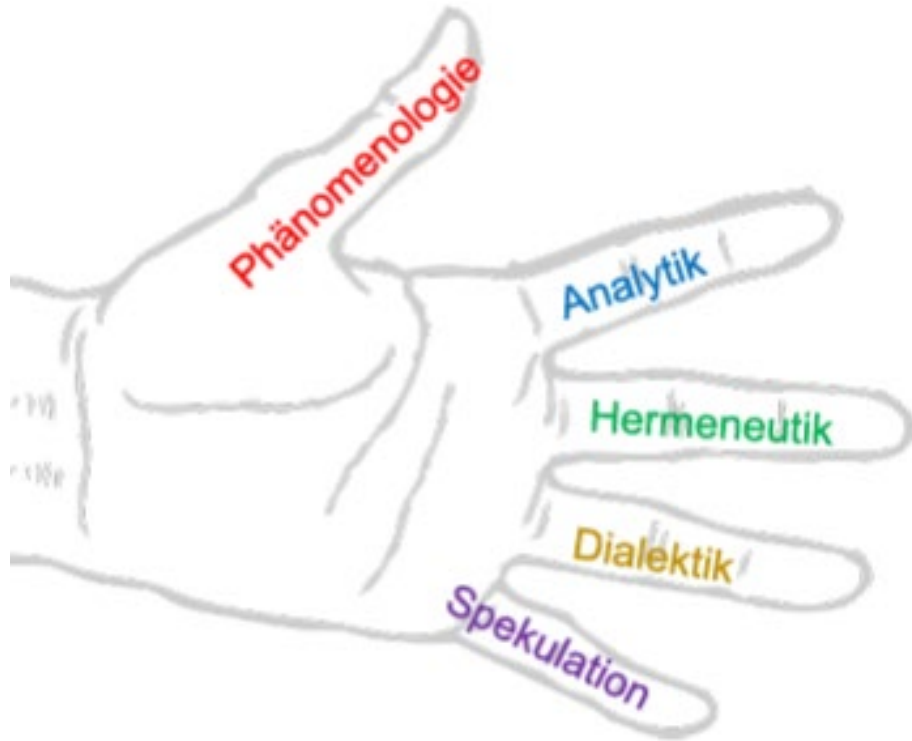 Phänomenologie
Analytik
Hermeneutik
Dialektik
Spekulation